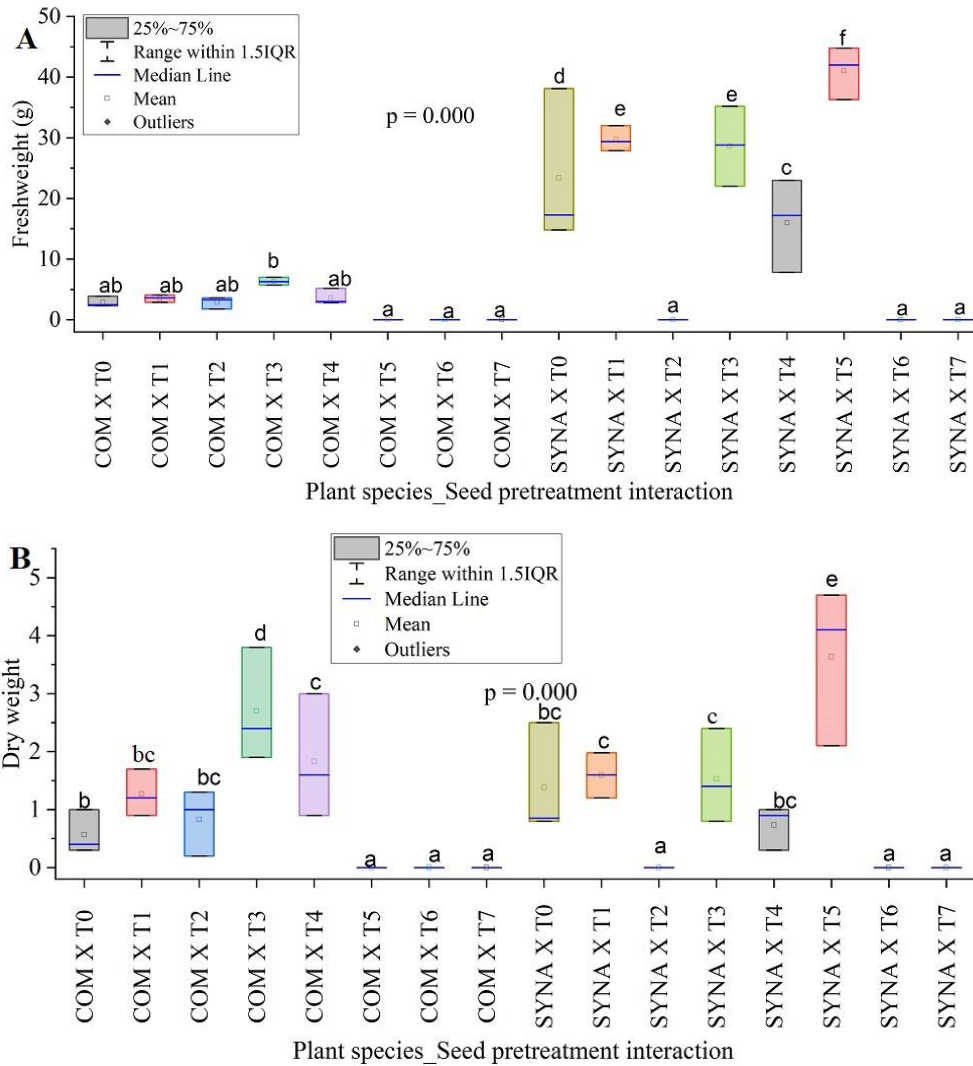 A
50
40
30
20
10
0
Freshweight (g)
25%~75%
Range within 1.5IQR
Median Line
Mean
Outliers
p = 0.000
ab
ab
ab
b
ab
a
a
a
d
e
a
e
c
f
a
a
COM X T0
COM X T1
COM X T2
COM X T3
COM X T4
COM X T5
COM X T6
COM X T7
SYNA X T0
SYNA X T1
SYNA X T2
SYNA X T3
SYNA X T4
SYNA X T5
SYNA X T6
SYNA X T7
Plant species_Seed pretreatment interaction
B
5
4
3
2
1
0
Dry weight
25%~75%
Range within 1.5IQR
Median Line
Mean
Outliers
p = 0.000
b
bc
bc
d
c
a
a
a
bc
c
a
c
bc
e
a
a
COM X T0
COM X T1
COM X T2
COM X T3
COM X T4
COM X T5
COM X T6
COM X T7
SYNA X T0
SYNA X T1
SYNA X T2
SYNA X T3
SYNA X T4
SYNA X T5
SYNA X T6
SYNA X T7
Plant species_Seed pretreatment interaction